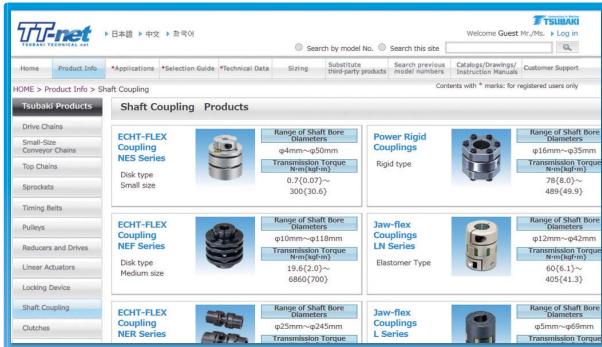 Innovation in Motion
TSUBAKI
TT-net
TSUBAKI TECHNICAL net
日本語 中文 한국어
Welcome Guest Mr./Ms. Log in
Search by model No. Search this site
Home
Product Info
*Applications
*Selection Guide
*Technical Data
Sizing
Substitute
third-party products
Search previous
model numbers
Catalogs/Drawings/
Instruction Manuals
Customer Support
HOME > Product Info > Shaft Coupling
Contents with * marks: for registered users only
Tsubaki Products
Drive Chains
Small-Size
Conveyor Chains
Top Chains
Sprockets
Timing Belts
Pulleys
Reducers and Drives
Linear Actuators
Locking Device
Shaft Coupling
Clutches
Shaft Coupling Products
ECHT-FLEX
Coupling
NES Series
Disk type
Small size
Range of Shaft Bore
Diameters
φ4mm～φ50mm
Transmission Torque
N·m{kgf·m}
0.7{0.07}～
300{30.6}
Power Rigid
Couplings
Rigid type
Range of Shaft Bore
Diameters
φ16mm～φ35mm
Transmission Torque
N·m{kgf·m}
78{8.0}～
489{49.9}
ECHT-FLEX
Coupling
NEF Series
Disk type
Medium size
Range of Shaft Bore
Diameters
φ10mm～φ118mm
Transmission Torque
N·m{kgf·m}
19.6{2.0}～
6860{700}
Jaw-flex
Couplings
LN Series
Elastomer Type
Range of Shaft Bore
Diameters
φ12mm～φ42mm
Transmission Torque
N·m{kgf·m}
60{6.1}～
405{41.3}
ECHT-FLEX
Coupling
NER Series
Range of Shaft Bore
Diameters
φ25mm～φ245mm
Transmission Torque
Jaw-flex
Couplings
L Series
Range of Shaft Bore
Diameters
φ5mm～φ69mm
Transmission Torque